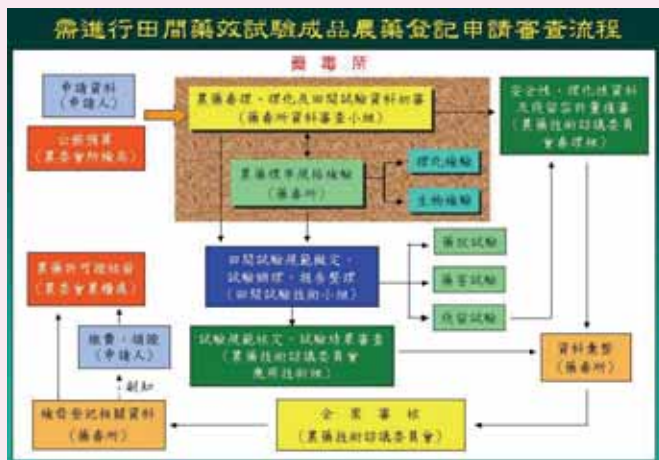 需進行田間藥效試驗成品農藥登記申請審查流程
藥毒所
申請資料
(申請人)
農藥毒理、理化及田間試驗資料初審
(藥毒所資料審查小組)
安全性、理化性資料
及殘留容許量複審
(農藥技術諮議委員
會毒理組)
公告預算
(農委會防檢局)
農藥標準規格檢驗
(藥毒所)
理化檢驗
生物檢驗
農藥許可證核發
(農委會農糧處)
田間試驗規範擬定、
試驗辦理、報告整理
(田間試驗技術小組)
藥效試驗
藥害試驗
殘留試驗
繳費、領證
(申請人)
試驗規範核定、試驗結果審查
(農藥技術諮議委員會
應用技術組)
資料彙整
(藥毒所)
副知
檢發登記相關資料
(藥毒所)
全案審核
(農藥技術諮議委員會)